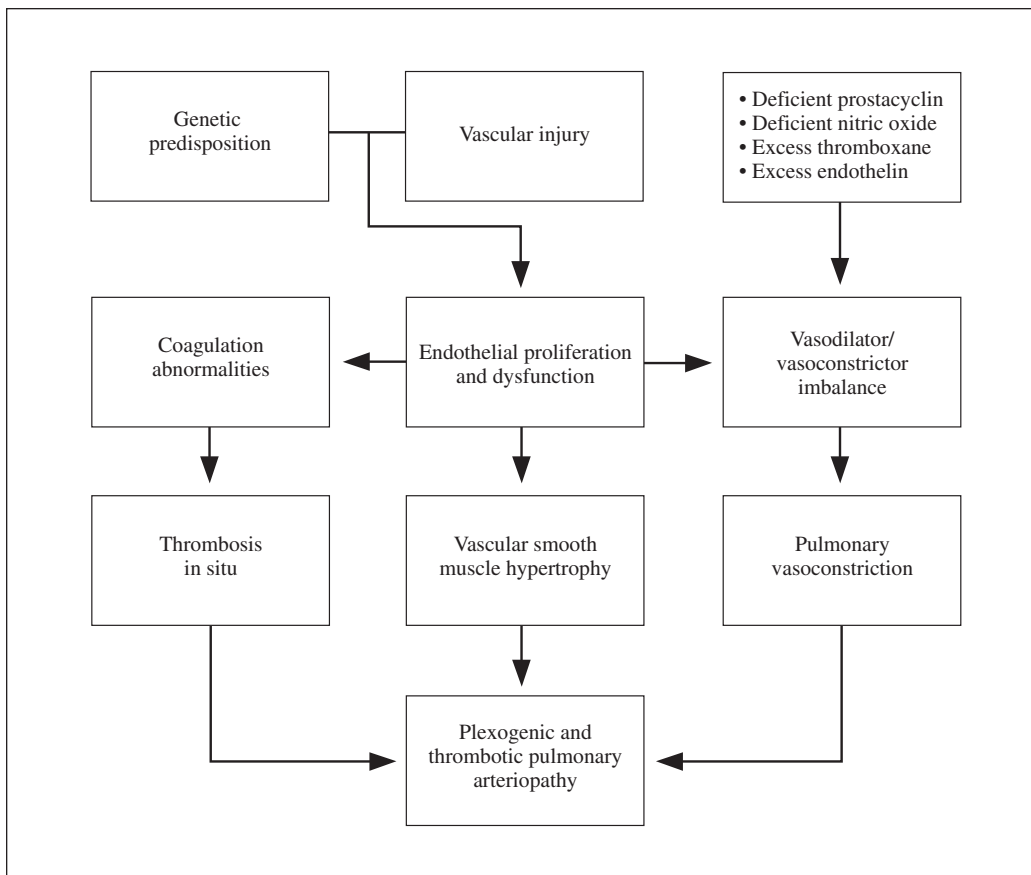 Genetic
predisposition
Vascular injury
• Deficient prostacyclin
• Deficient nitric oxide
• Excess thromboxane
• Excess endothelin
Coagulation
abnormalities
Endothelial proliferation
and dysfunction
Vasodilator/
vasoconstrictor
imbalance
Thrombosis
in situ
Vascular smooth
muscle hypertrophy
Pulmonary
vasoconstriction
Plexogenic and
thrombotic pulmonary
arteriopathy